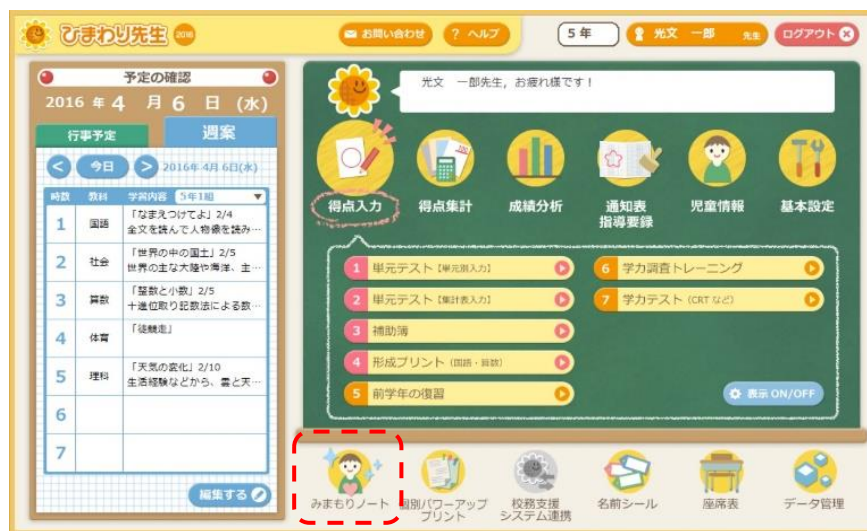 ひまわり先生 2016
お問い合わせ
? ヘルプ
5年
光文 一郎 先生
ログアウト
予定の確認
2016 年 4 月 6 日 (水)
行事予定
週案
< 今日 > 2016年 4月 6日(水)
時数 教科 学習内容 5年1組
1 国語 「なまえつけてよ」2/4
全文を読んで人物像を読み…
2 社会 「世界の中の国土」2/5
世界の主な大陸や海洋、主…
3 算数 「整数と小数」2/5
十進位取り記数法による数…
4 体育 「徒競走」
5 理科 「天気の変化」2/10
生活経験などから、雲と天…
6
7
編集する
光文 一郎先生，お疲れ様です！
得点入力
得点集計
成績分析
通知表
指導要録
児童情報
基本設定
1 単元テスト【単元別入力】
2 単元テスト【集計表入力】
3 補助簿
4 形成プリント (国語・算数)
5 前学年の復習
6 学力調査トレーニング
7 学力テスト (CRT など)
表示 ON/OFF
みまもりノート
個別パワーアップ
プリント
校務支援
システム連携
名前シール
座席表
データ管理